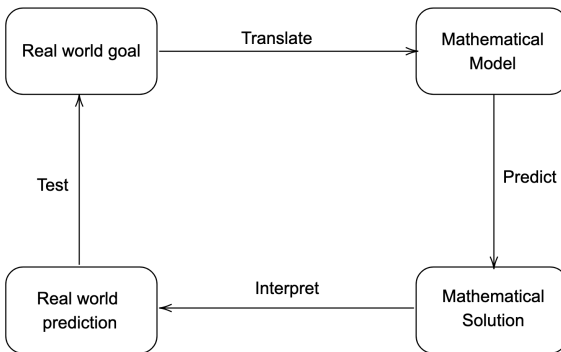 Real world goal
Translate
Mathematical
Model
Test
Predict
Real world
prediction
Interpret
Mathematical
Solution